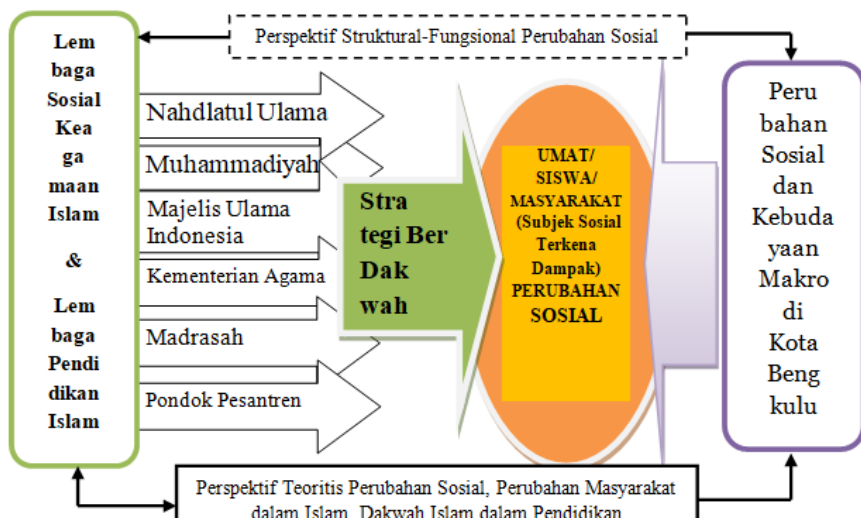 Perspektif Struktural-Fungsional Perubahan Sosial
Lem
baga
Sosial
Kea
ga
maan
Islam
&
Lem
baga
Pendi
dikan
Islam
Nahdlatul Ulama
Muhammadiyah
Majelis Ulama
Indonesia
Kementerian Agama
Madrasah
Pondok Pesantren
Stra
tegi Ber
Dak
wah
UMAT/
SISWA/
MASYARAKAT
(Subjek Sosial
Terkena
Dampak)
PERUBAHAN
SOSIAL
Peru
bahan
Sosial
dan
Kebuda
yaan
Makro
di
Kota
Beng
kulu
Perspektif Teoritis Perubahan Sosial, Perubahan Masyarakat
dalam Islam, Dakwah Islam dalam Pendidikan